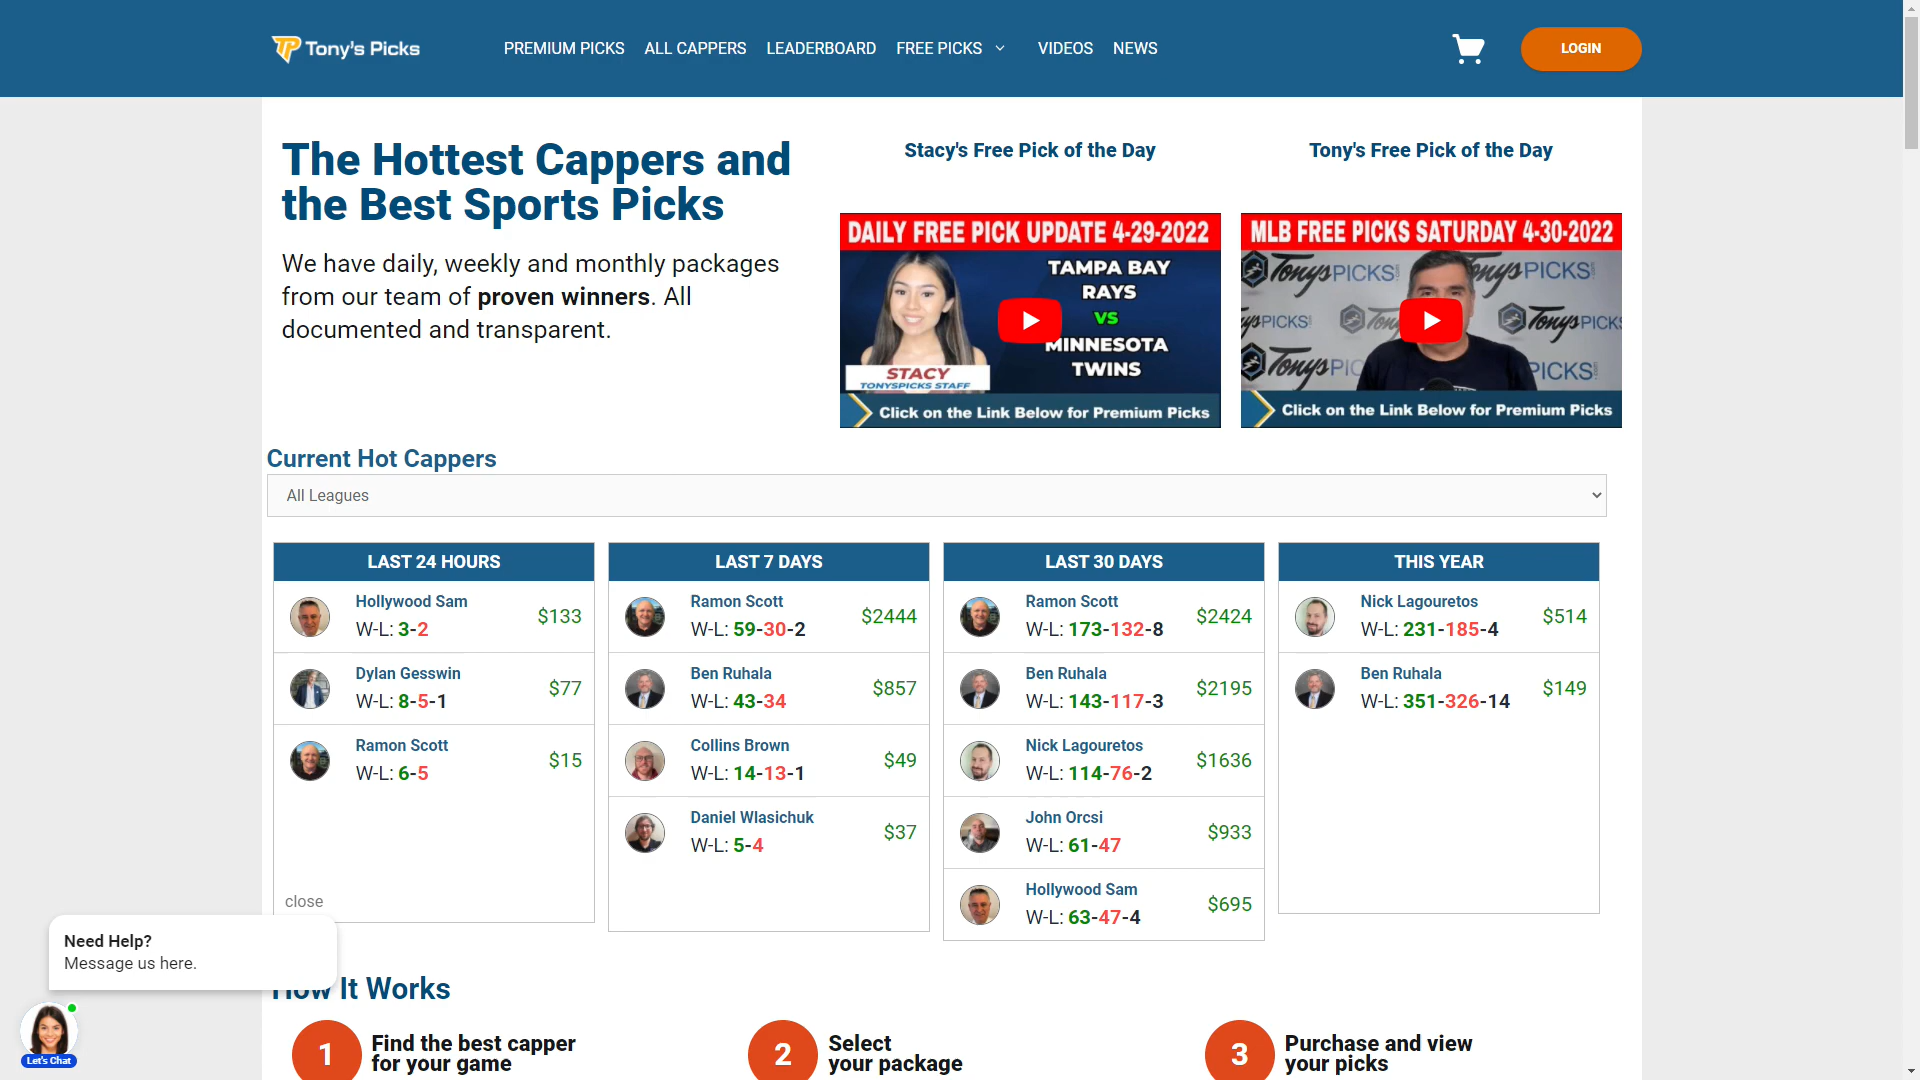 Tony's Picks
PREMIUM PICKS
ALL CAPPERS
LEADERBOARD
FREE PICKS
VIDEOS
NEWS
LOGIN
The Hottest Cappers and
the Best Sports Picks
We have daily, weekly and monthly packages
from our team of proven winners. All
documented and transparent.
Stacy's Free Pick of the Day
DAILY FREE PICK UPDATE 4-29-2022
TAMPA BAY
RAYS
VS
MINNESOTA
TWINS
STACY
TONYSPICKS STAFF
Click on the Link Below for Premium Picks
Tony's Free Pick of the Day
MLB FREE PICKS SATURDAY 4-30-2022
Click on the Link Below for Premium Picks
Current Hot Cappers
All Leagues
LAST 24 HOURS
Hollywood Sam
W-L: 3-2
$133
Dylan Gesswin
W-L: 8-5-1
$77
Ramon Scott
W-L: 6-5
$15
LAST 7 DAYS
Ramon Scott
W-L: 59-30-2
$2444
Ben Ruhala
W-L: 43-34
$857
Collins Brown
W-L: 14-13-1
$49
Daniel Wlasichuk
W-L: 5-4
$37
LAST 30 DAYS
Ramon Scott
W-L: 173-132-8
$2424
Ben Ruhala
W-L: 143-117-3
$2195
Nick Lagouretos
W-L: 114-76-2
$1636
John Orcsi
W-L: 61-47
$933
Hollywood Sam
W-L: 63-47-4
$695
THIS YEAR
Nick Lagouretos
W-L: 231-185-4
$514
Ben Ruhala
W-L: 351-326-14
$149
close
Need Help?
Message us here.
Let's Chat
How It Works
1
Find the best capper
for your game
2
Select
your package
3
Purchase and view
your picks